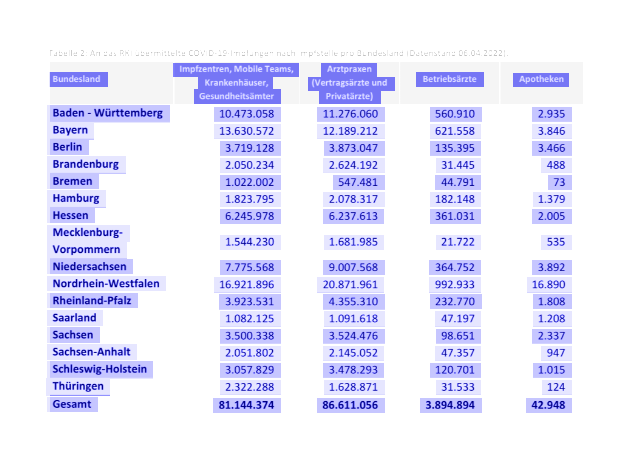 Tabelle 2: An das RKI übermittelte COVID-19-Impfungen nach Impfstelle pro Bundesland (Datenstand 06.04.2022).
Bundesland Impfzentren, Mobile Teams, Krankenhäuser, Gesundheitsämter Arztpraxen (Vertragsärzte und Privatärzte) Betriebsärzte Apotheken
Baden - Württemberg 10.473.058 11.276.060 560.910 2.935
Bayern 13.630.572 12.189.212 621.558 3.846
Berlin 3.719.128 3.873.047 135.395 3.466
Brandenburg 2.050.234 2.624.192 31.445 488
Bremen 1.022.002 547.481 44.791 73
Hamburg 1.823.795 2.078.317 182.148 1.379
Hessen 6.245.978 6.237.613 361.031 2.005
Mecklenburg-
Vorpommern 1.544.230 1.681.985 21.722 535
Niedersachsen 7.775.568 9.007.568 364.752 3.892
Nordrhein-Westfalen 16.921.896 20.871.961 992.933 16.890
Rheinland-Pfalz 3.923.531 4.355.310 232.770 1.808
Saarland 1.082.125 1.091.618 47.197 1.208
Sachsen 3.500.338 3.524.476 98.651 2.337
Sachsen-Anhalt 2.051.802 2.145.052 47.357 947
Schleswig-Holstein 3.057.829 3.478.293 120.701 1.015
Thüringen 2.322.288 1.628.871 31.533 124
Gesamt 81.144.374 86.611.056 3.894.894 42.948